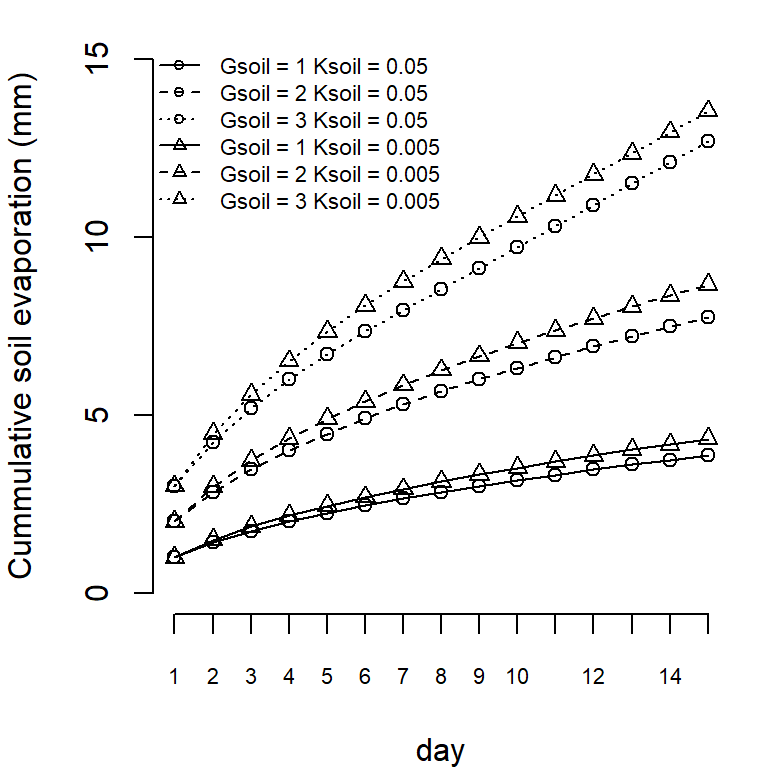 Cummulative soil evaporation (mm)
15
10
5
0
Gsoil = 1 Ksoil = 0.05
Gsoil = 2 Ksoil = 0.05
Gsoil = 3 Ksoil = 0.05
Gsoil = 1 Ksoil = 0.005
Gsoil = 2 Ksoil = 0.005
Gsoil = 3 Ksoil = 0.005
1 2 3 4 5 6 7 8 9 10 12 14
day